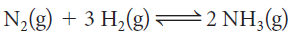 N₂(g) + 3 H₂(g) ⇌ 2 NH₃(g)